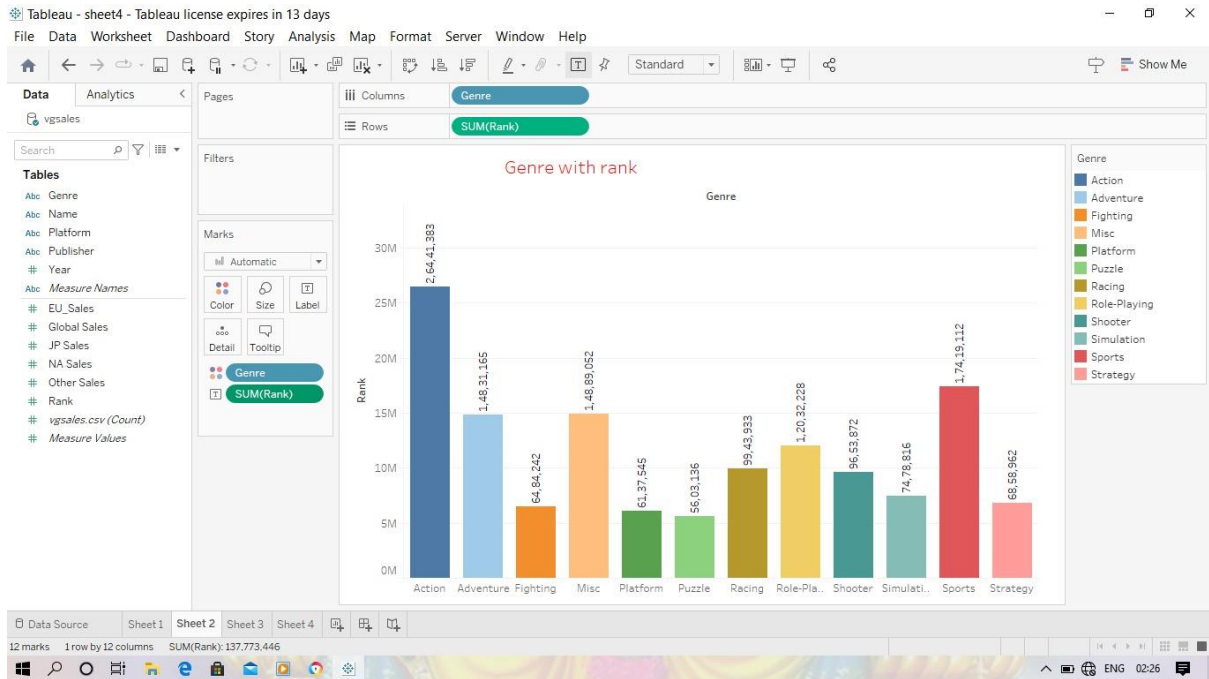 Tableau - sheet4 - Tableau license expires in 13 days
File Data Worksheet Dashboard Story Analysis Map Format Server Window Help
Standard
Show Me
Data Analytics
vgsales
Search
Tables
Abc Genre
Abc Name
Abc Platform
Abc Publisher
# Year
Abc Measure Names
# EU_Sales
# Global Sales
# JP Sales
# NA Sales
# Other Sales
# Rank
# vgsales.csv (Count)
# Measure Values
Pages
Filters
Marks
Automatic
Color Size Label
Detail Tooltip
Genre
SUM(Rank)
Columns Genre
Rows SUM(Rank)
Genre with rank
Genre
Rank
30M
25M
20M
15M
10M
5M
0M
2,64,41,383
1,48,31,165
64,84,242
1,48,89,052
61,37,545
56,03,136
99,43,933
1,20,32,228
96,53,872
74,78,816
1,74,19,112
68,58,962
Action Adventure Fighting Misc Platform Puzzle Racing Role-Pla.. Shooter Simulati.. Sports Strategy
Genre
Action
Adventure
Fighting
Misc
Platform
Puzzle
Racing
Role-Playing
Shooter
Simulation
Sports
Strategy
Data Source Sheet 1 Sheet 2 Sheet 3 Sheet 4
12 marks 1 row by 12 columns SUM(Rank): 137,773,446
ENG 02:26